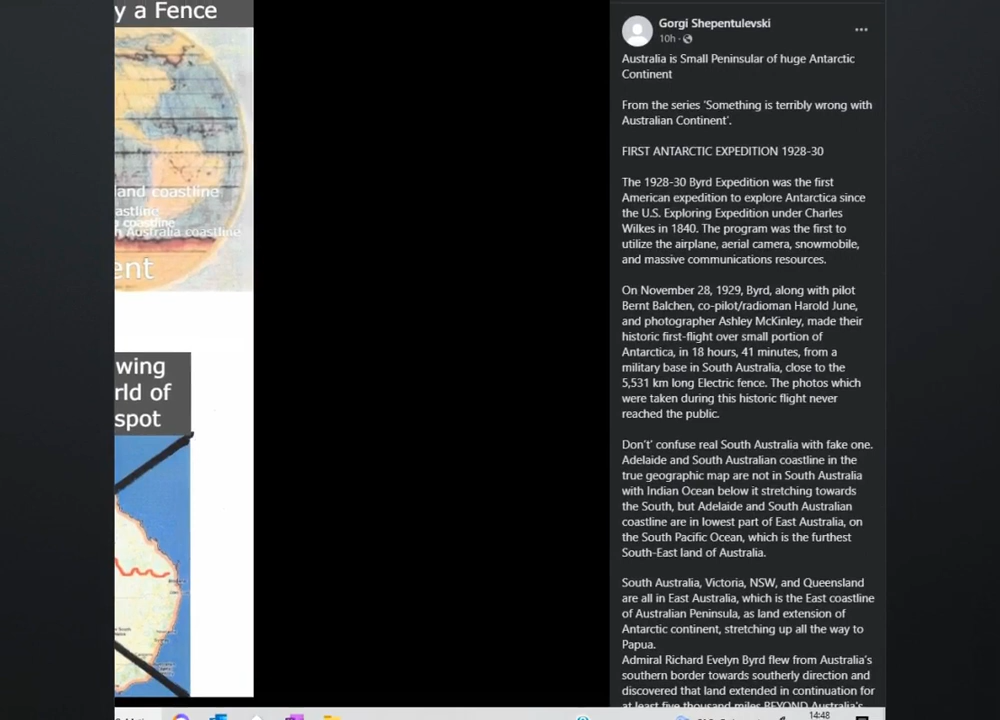 y a Fence
and coastline
astline
coastline
h Australia coastline
ent
wing
rld of
spot
Gorgi Shepentulevski
10h ·
Australia is Small Peninsular of huge Antarctic
Continent
From the series 'Something is terribly wrong with
Australian Continent'.
FIRST ANTARCTIC EXPEDITION 1928-30
The 1928-30 Byrd Expedition was the first
American expedition to explore Antarctica since
the U.S. Exploring Expedition under Charles
Wilkes in 1840. The program was the first to
utilize the airplane, aerial camera, snowmobile,
and massive communications resources.
On November 28, 1929, Byrd, along with pilot
Bernt Balchen, co-pilot/radioman Harold June,
and photographer Ashley McKinley, made their
historic first-flight over small portion of
Antarctica, in 18 hours, 41 minutes, from a
military base in South Australia, close to the
5,531 km long Electric fence. The photos which
were taken during this historic flight never
reached the public.
Don't' confuse real South Australia with fake one.
Adelaide and South Australian coastline in the
true geographic map are not in South Australia
with Indian Ocean below it stretching towards
the South, but Adelaide and South Australian
coastline are in lowest part of East Australia, on
the South Pacific Ocean, which is the furthest
South-East land of Australia.
South Australia, Victoria, NSW, and Queensland
are all in East Australia, which is the East coastline
of Australian Peninsula, as land extension of
Antarctic continent, stretching up all the way to
Papua.
Admiral Richard Evelyn Byrd flew from Australia's
southern border towards southerly direction and
discovered that land extended in continuation for
at least five thousand miles BEYOND Australia's
14:48